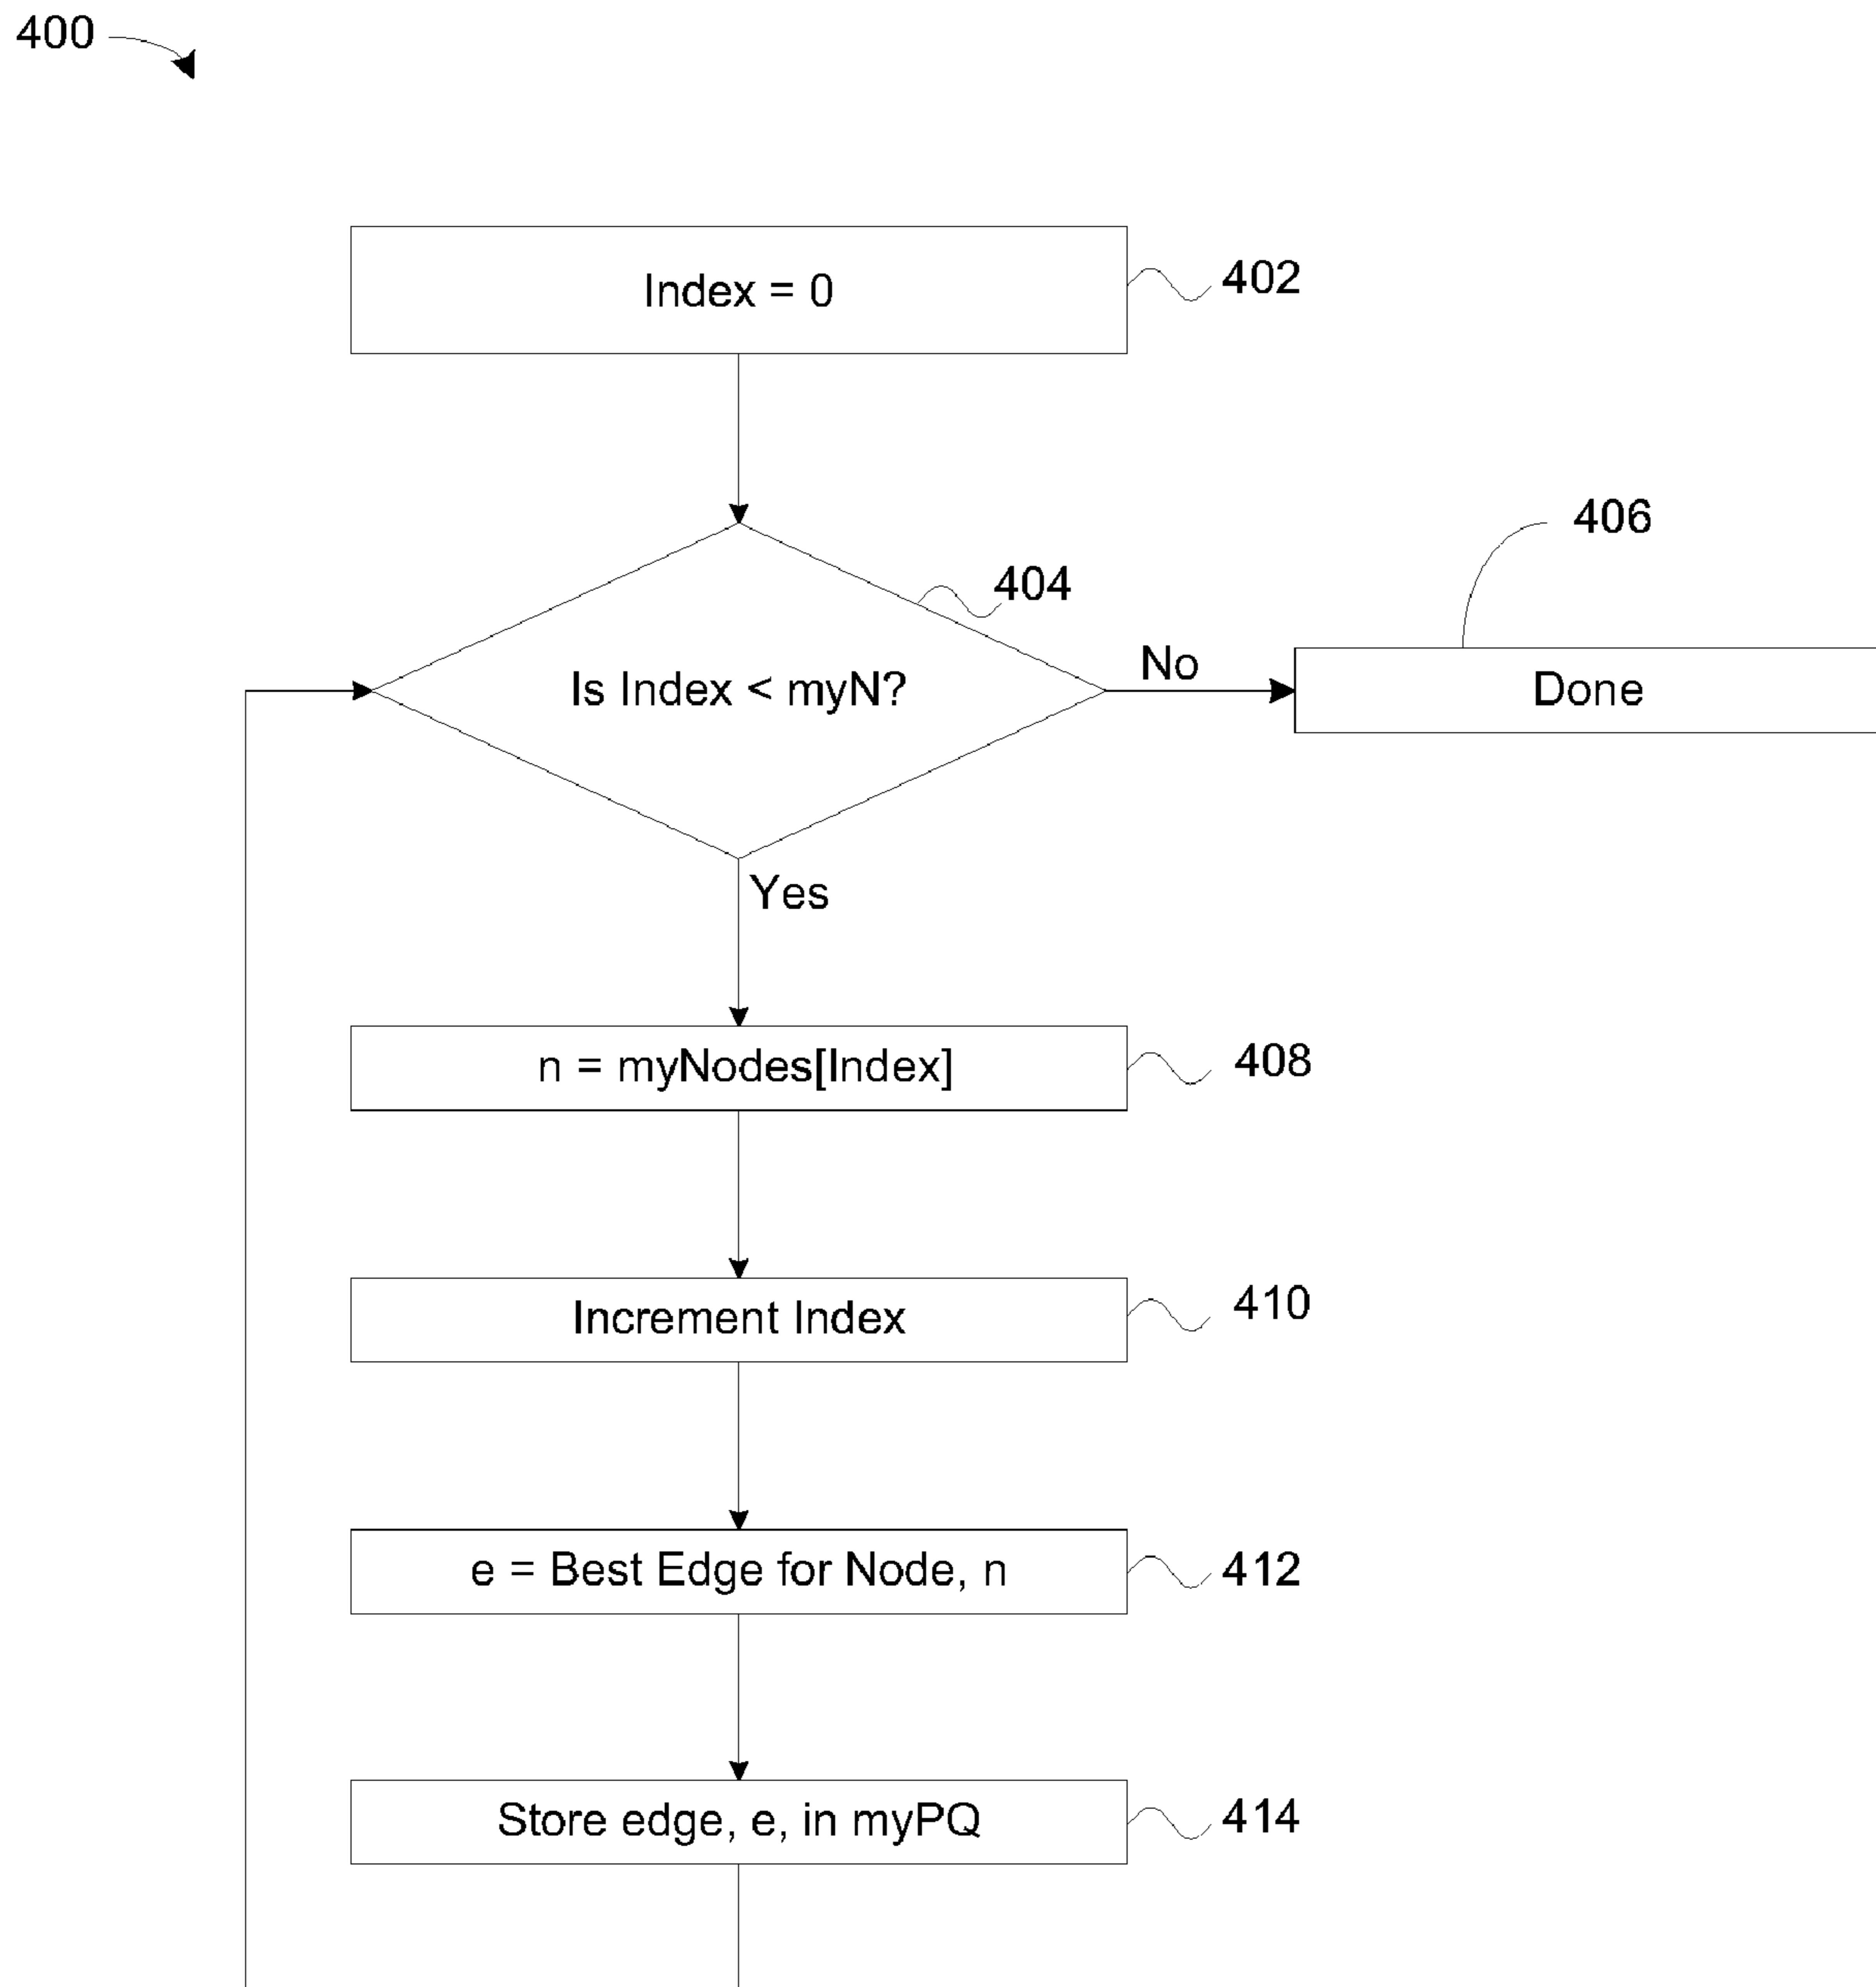 400
Index = 0
402
406
404
Is Index < myN?
No
Done
Yes
n = myNodes[Index]
408
Increment Index
410
e = Best Edge for Node, n
412
Store edge, e, in myPQ
414